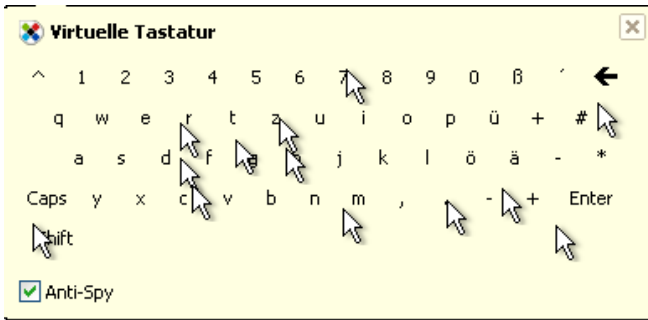 Virtuelle Tastatur
^ 1 2 3 4 5 6 7 8 9 0 ß ´ ←
q w e r t z u i o p ü + #
a s d f g h j k l ö ä - *
Caps y x c v b n m , . - + Enter
Shift
Anti-Spy